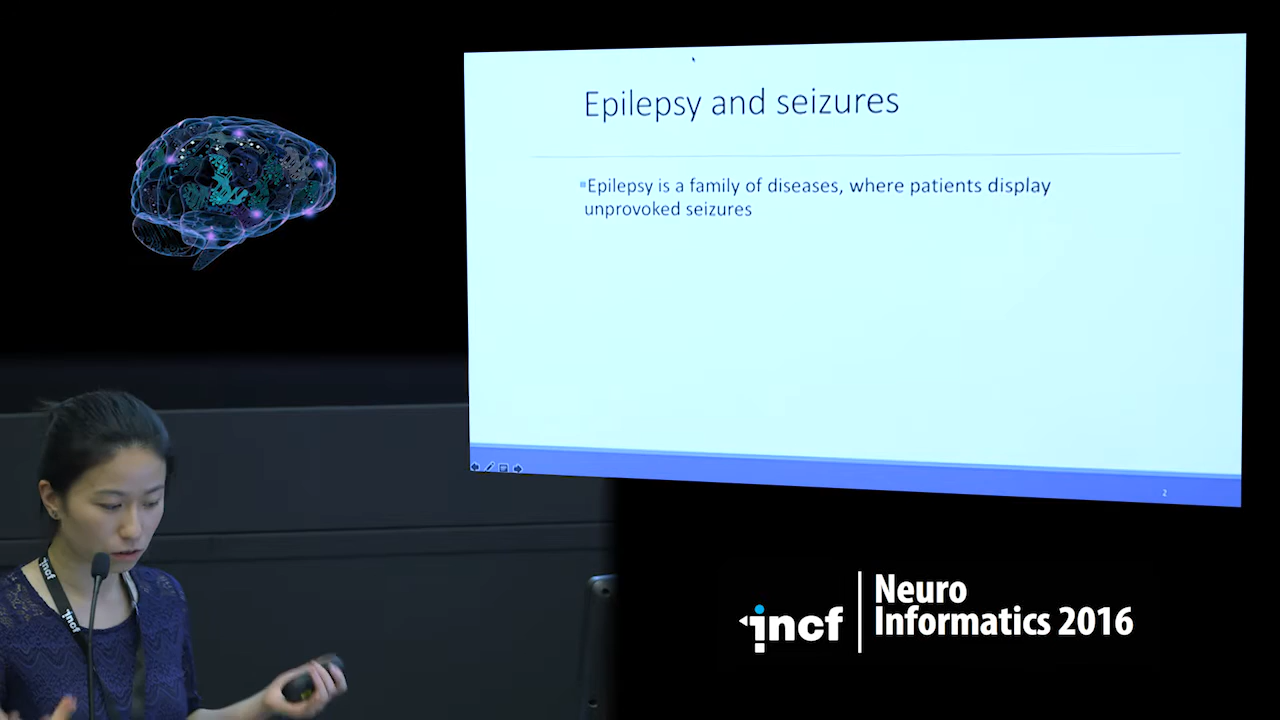 Epilepsy and seizures
▪Epilepsy is a family of diseases, where patients display
unprovoked seizures
2
incf
incf
incf
Neuro
Informatics 2016